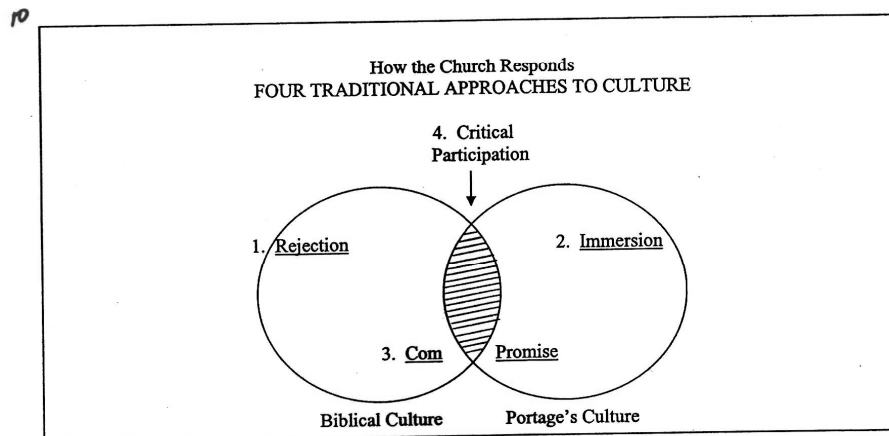 10
How the Church Responds
FOUR TRADITIONAL APPROACHES TO CULTURE
4. Critical
Participation
1. Rejection
2. Immersion
3. Com Promise
Biblical Culture Portage's Culture